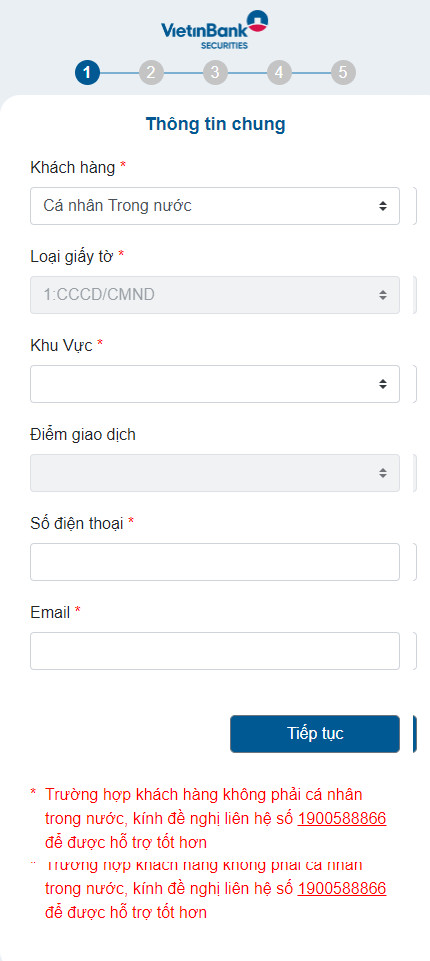 VietinBank
SECURITIES
1 2 3 4 5
Thông tin chung
Khách hàng *
Cá nhân Trong nước
Loại giấy tờ *
1:CCCD/CMND
Khu Vực *
Điểm giao dịch
Số điện thoại *
Email *
Tiếp tục
* Trường hợp khách hàng không phải cá nhân
trong nước, kính đề nghị liên hệ số 1900588866
để được hỗ trợ tốt hơn
* Trường hợp khách hàng không phải cá nhân
trong nước, kính đề nghị liên hệ số 1900588866
để được hỗ trợ tốt hơn